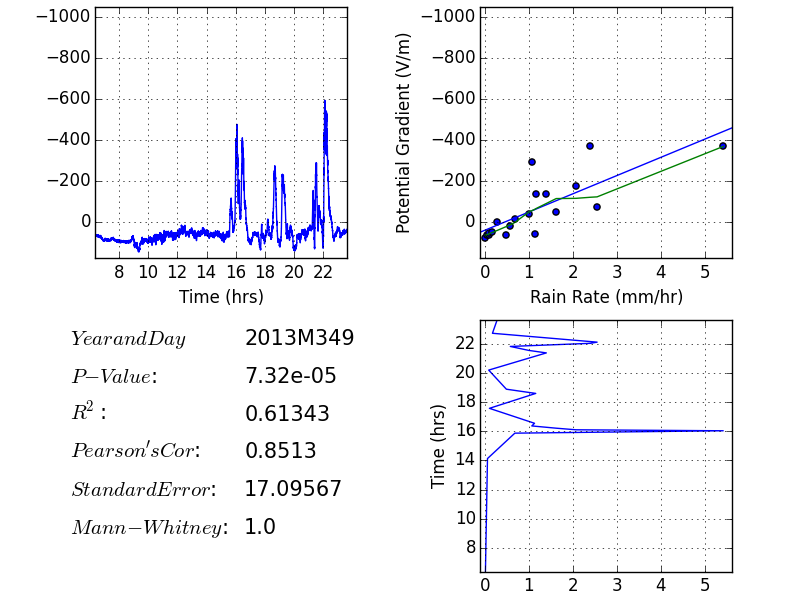 −1000
−800
−600
−400
−200
0
8 10 12 14 16 18 20 22
Time (hrs)
Potential Gradient (V/m)
−1000
−800
−600
−400
−200
0
0 1 2 3 4 5
Rain Rate (mm/hr)
YearandDay 2013M349
P−Value: 7.32e-05
R²: 0.61343
Pearson'sCor: 0.8513
StandardError: 17.09567
Mann−Whitney: 1.0
Time (hrs)
22
20
18
16
14
12
10
8
0 1 2 3 4 5